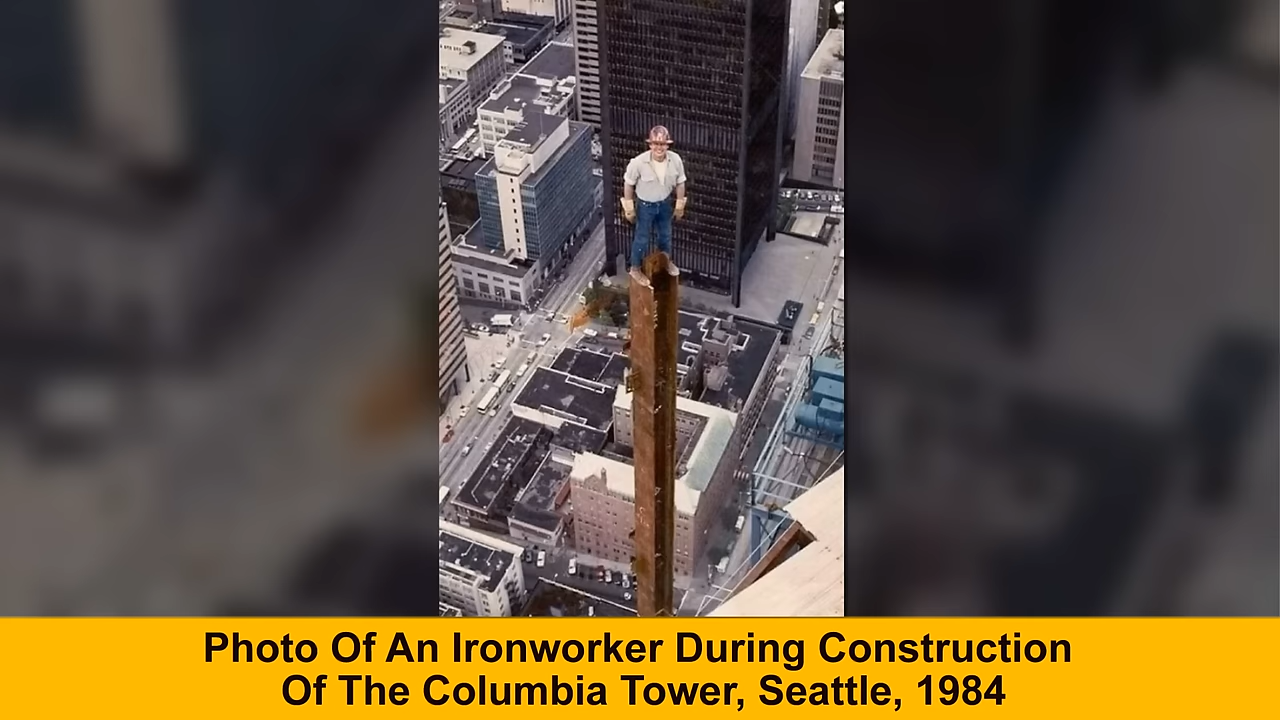 Photo Of An Ironworker During Construction
Of The Columbia Tower, Seattle, 1984